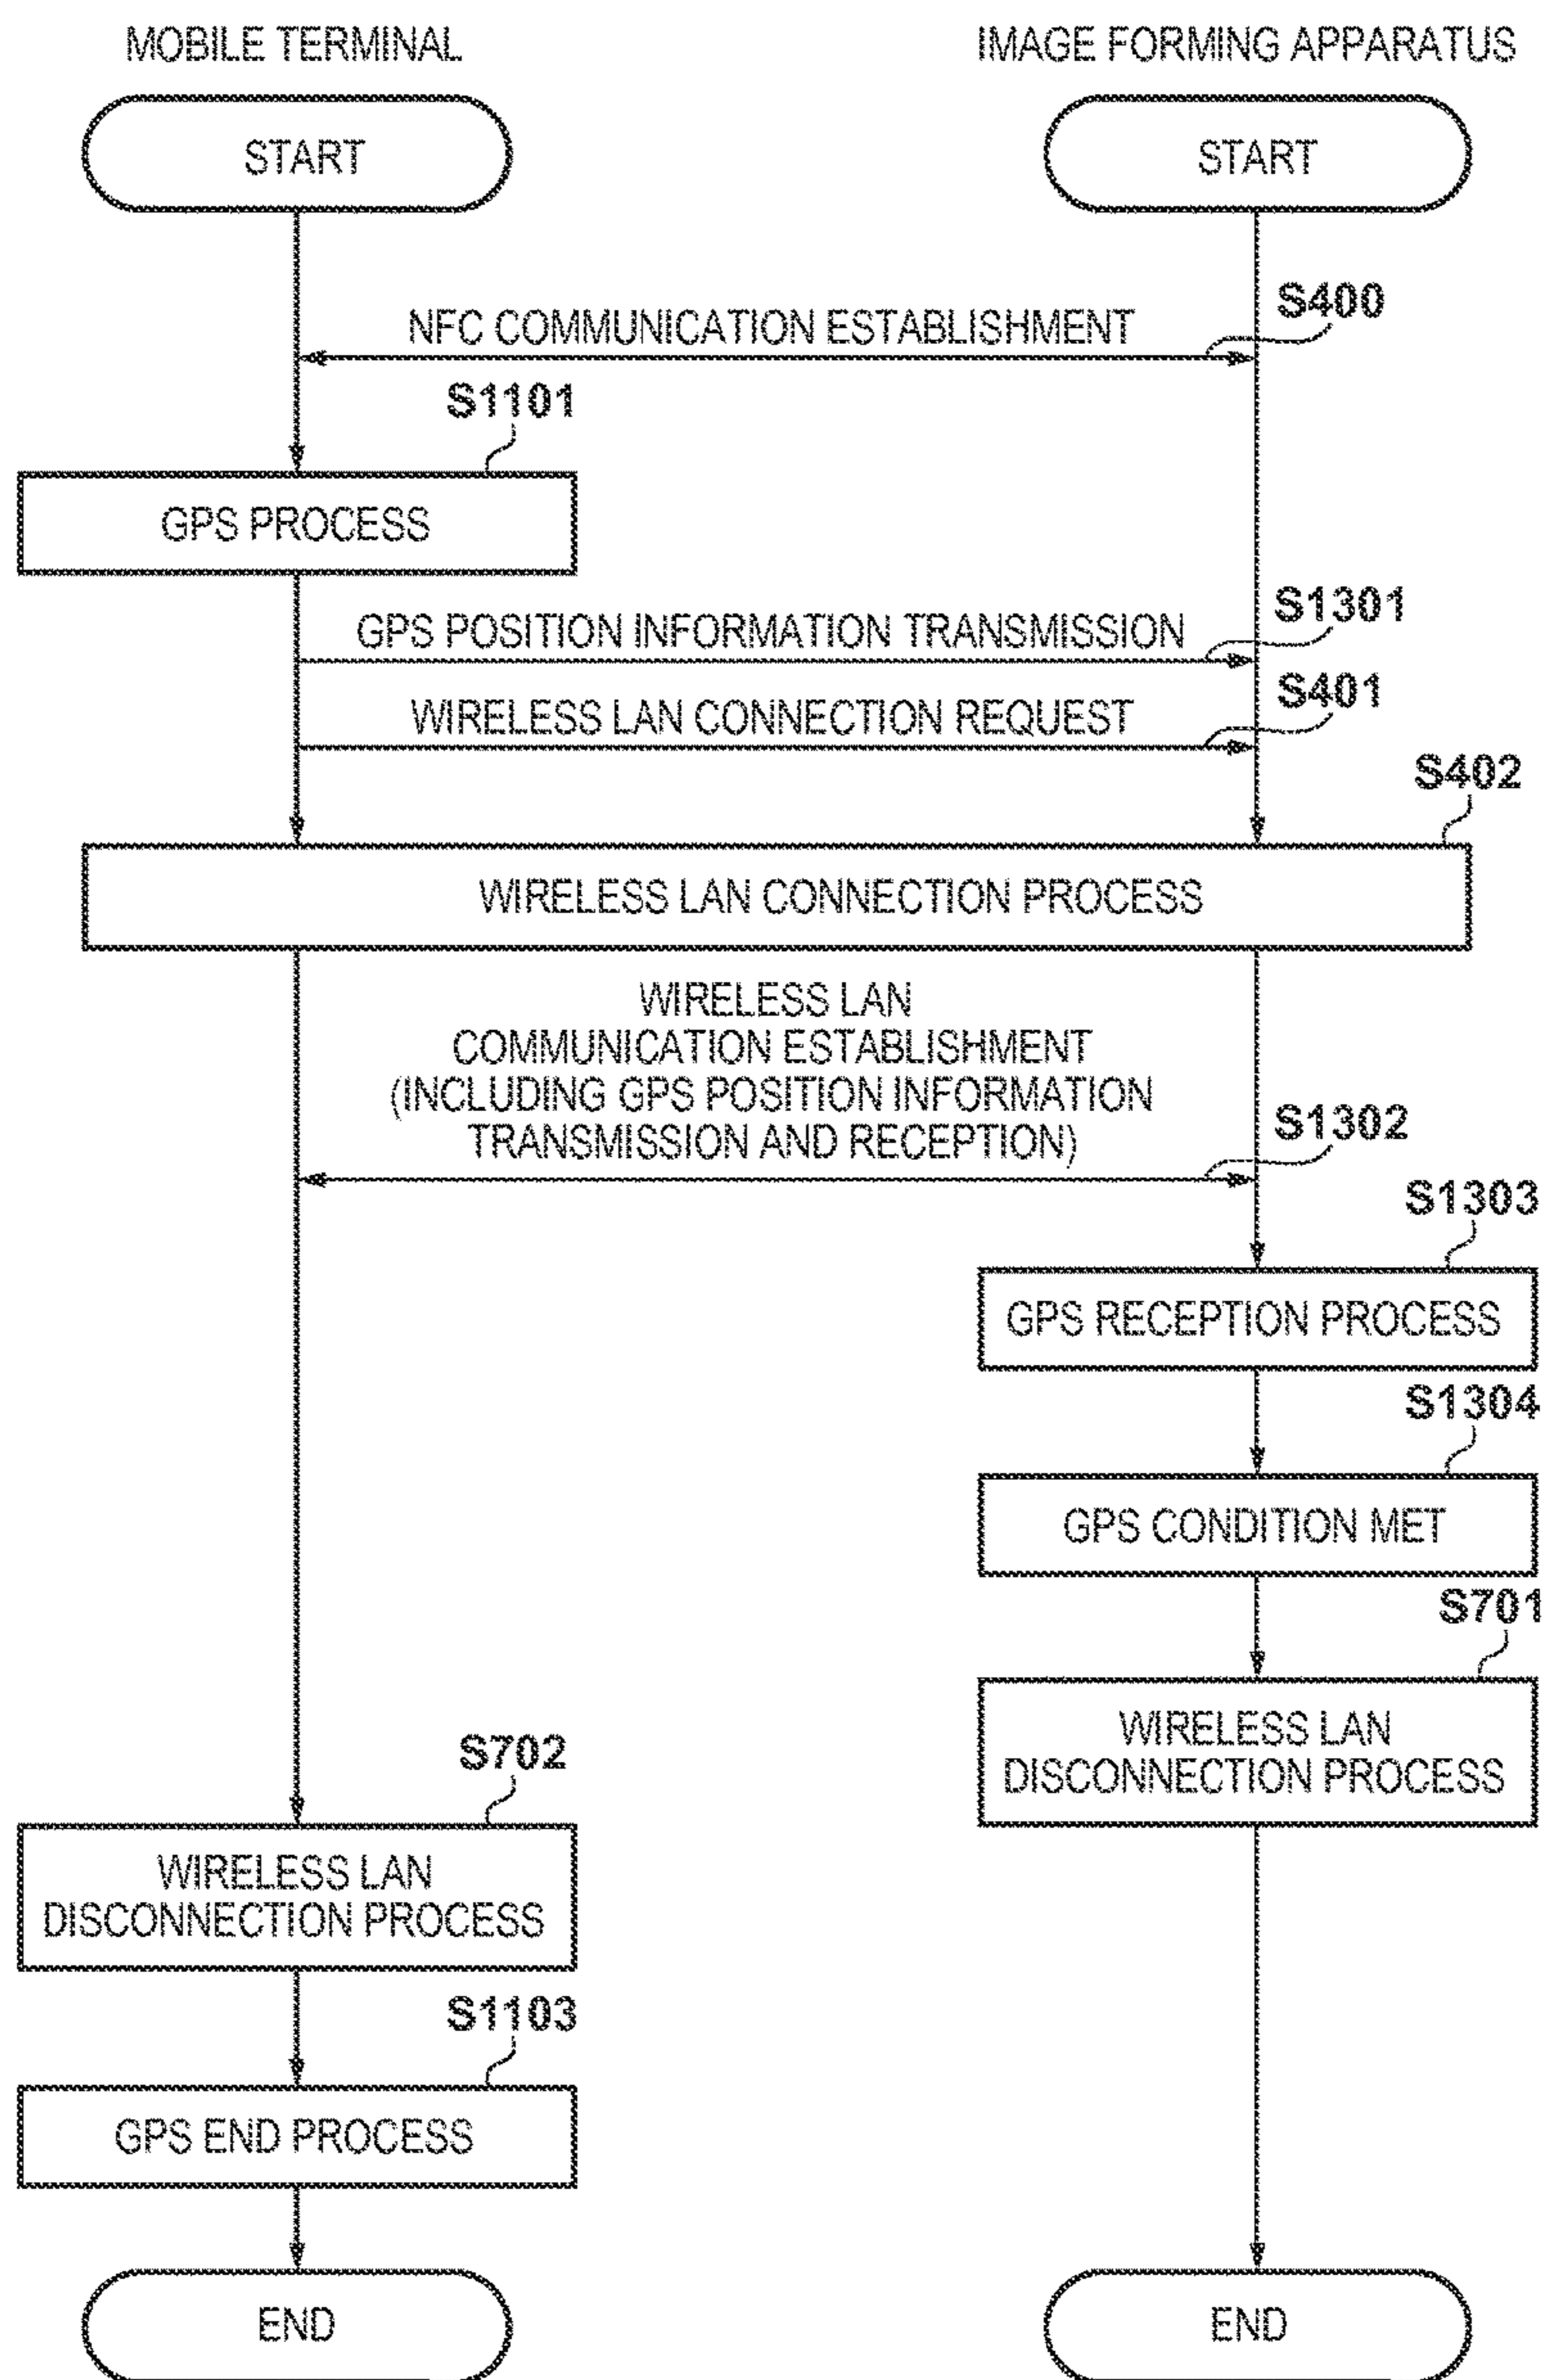 MOBILE TERMINAL
IMAGE FORMING APPARATUS
START
START
S400
NFC COMMUNICATION ESTABLISHMENT
S1101
GPS PROCESS
S1301
GPS POSITION INFORMATION TRANSMISSION
S401
WIRELESS LAN CONNECTION REQUEST
S402
WIRELESS LAN CONNECTION PROCESS
WIRELESS LAN
COMMUNICATION ESTABLISHMENT
(INCLUDING GPS POSITION INFORMATION
TRANSMISSION AND RECEPTION)
S1302
S1303
GPS RECEPTION PROCESS
S1304
GPS CONDITION MET
S701
WIRELESS LAN
DISCONNECTION PROCESS
S702
WIRELESS LAN
DISCONNECTION PROCESS
S1103
GPS END PROCESS
END
END